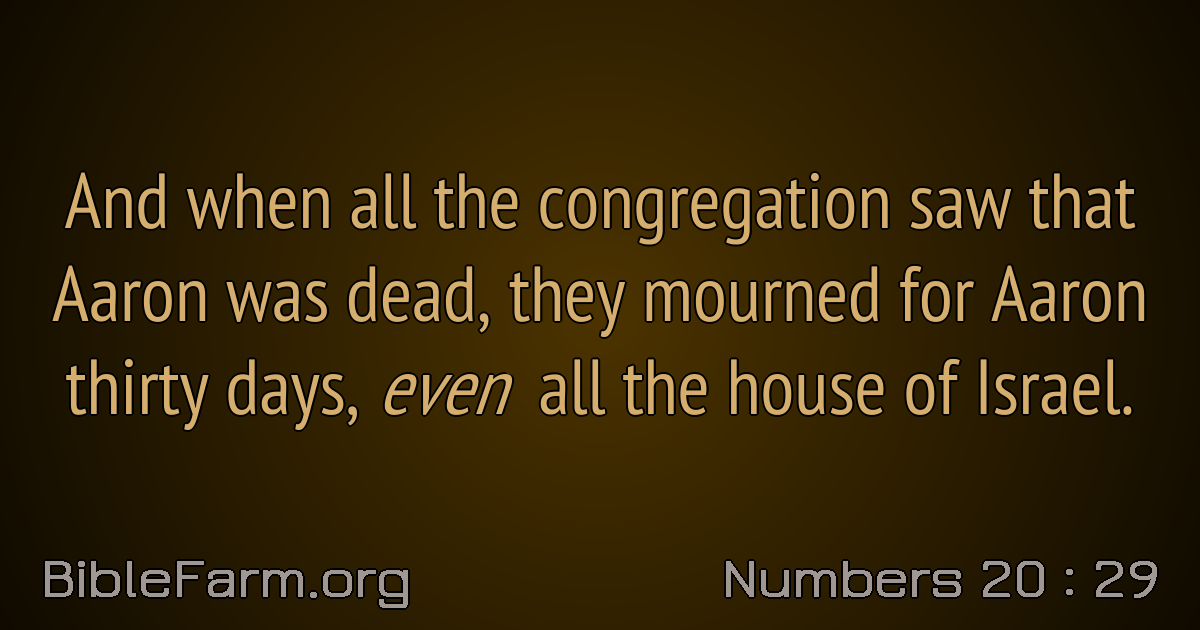 And when all the congregation saw that
Aaron was dead, they mourned for Aaron
thirty days, even all the house of Israel.
BibleFarm.org
Numbers 20 : 29